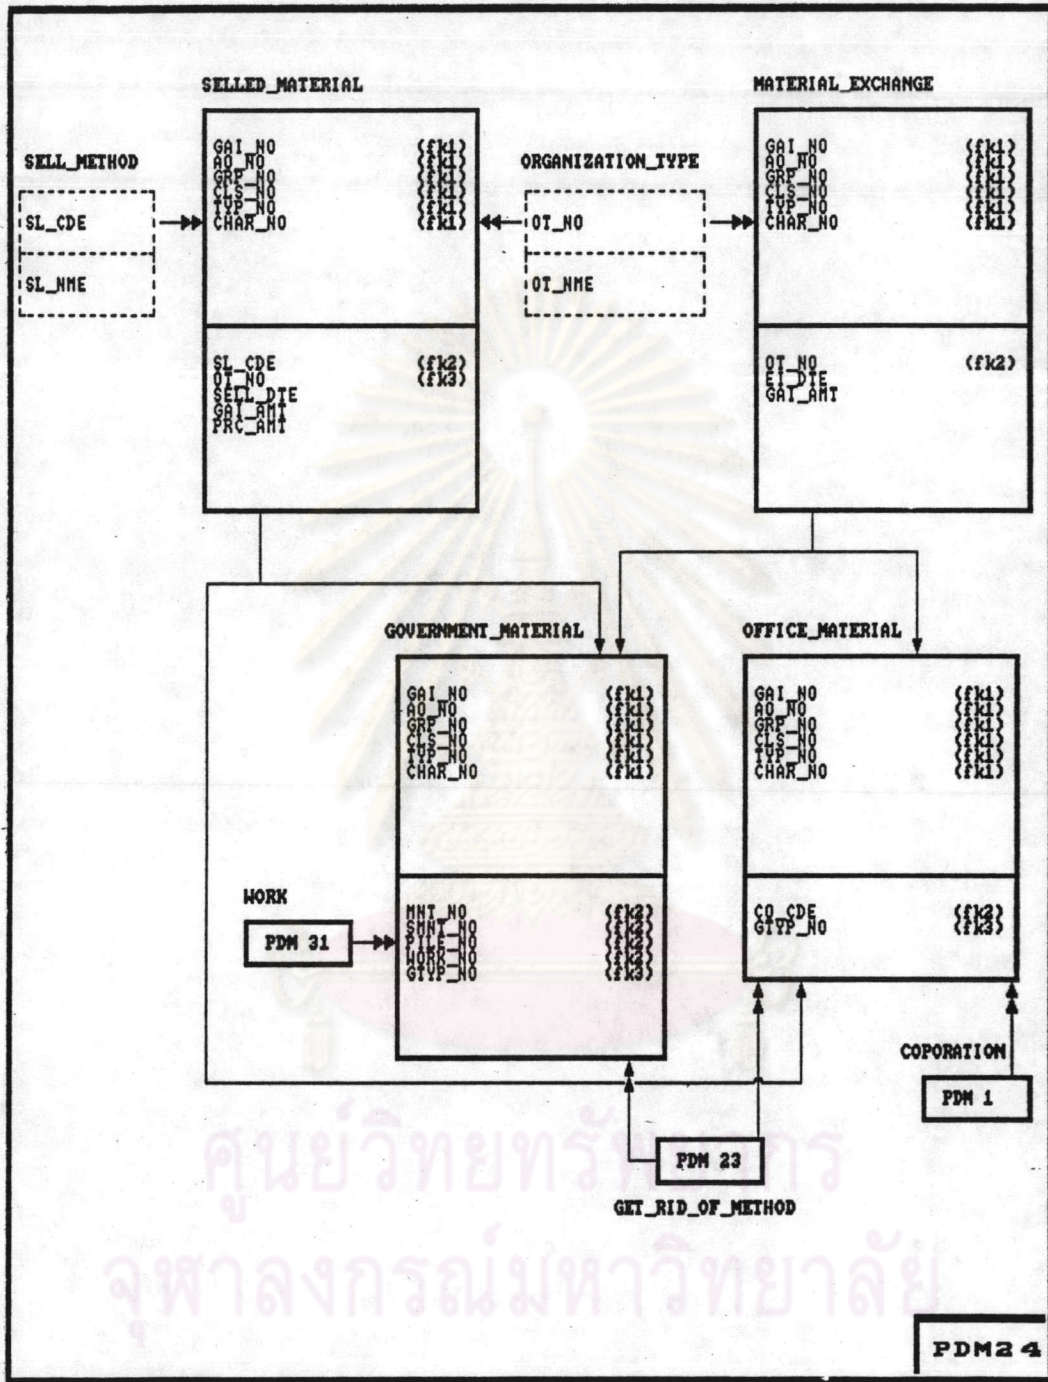 SELLED_MATERIAL
GAI_NO (fk1)
AO_NO (fk1)
GRP_NO (fk1)
CLS_NO (fk1)
TYP_NO (fk1)
CHAR_NO (fk1)
SL_CDE (fk2)
OT_NO (fk3)
SELL_DTE
GAI_AMT
PRC_AMT
SELL_METHOD
SL_CDE
SL_NME
ORGANIZATION_TYPE
OT_NO
OT_NME
MATERIAL_EXCHANGE
GAI_NO (fk1)
AO_NO (fk1)
GRP_NO (fk1)
CLS_NO (fk1)
TYP_NO (fk1)
CHAR_NO (fk1)
OT_NO (fk2)
EI_DTE
GAI_AMT
GOVERNMENT_MATERIAL
GAI_NO (fk1)
AO_NO (fk1)
GRP_NO (fk1)
CLS_NO (fk1)
TYP_NO (fk1)
CHAR_NO (fk1)
MNT_NO (fk2)
SMNT_NO (fk2)
PILE_NO (fk2)
WORK_NO (fk2)
GTYP_NO (fk3)
OFFICE_MATERIAL
GAI_NO (fk1)
AO_NO (fk1)
GRP_NO (fk1)
CLS_NO (fk1)
TYP_NO (fk1)
CHAR_NO (fk1)
CO_CDE (fk2)
GTYP_NO (fk3)
WORK
PDM 31
COPORATION
PDM 1
PDM 23
GET_RID_OF_METHOD
ศูนย์วิทยทรัพยากร
จุฬาลงกรณ์มหาวิทยาลัย
PDM24